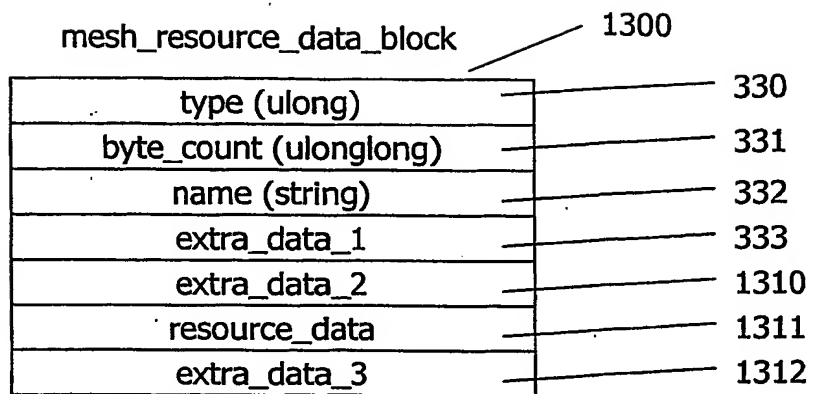 mesh_resource_data_block 1300
type (ulong) 330
byte_count (ulonglong) 331
name (string) 332
extra_data_1 333
extra_data_2 1310
resource_data 1311
extra_data_3 1312